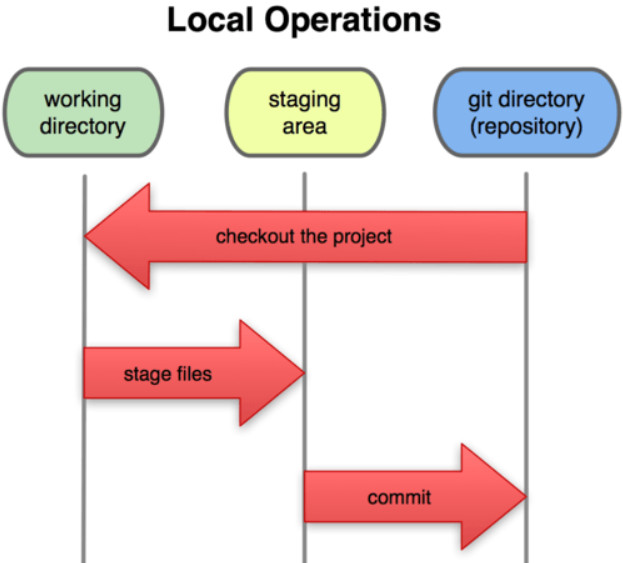 Local Operations
working
directory
staging
area
git directory
(repository)
checkout the project
stage files
commit